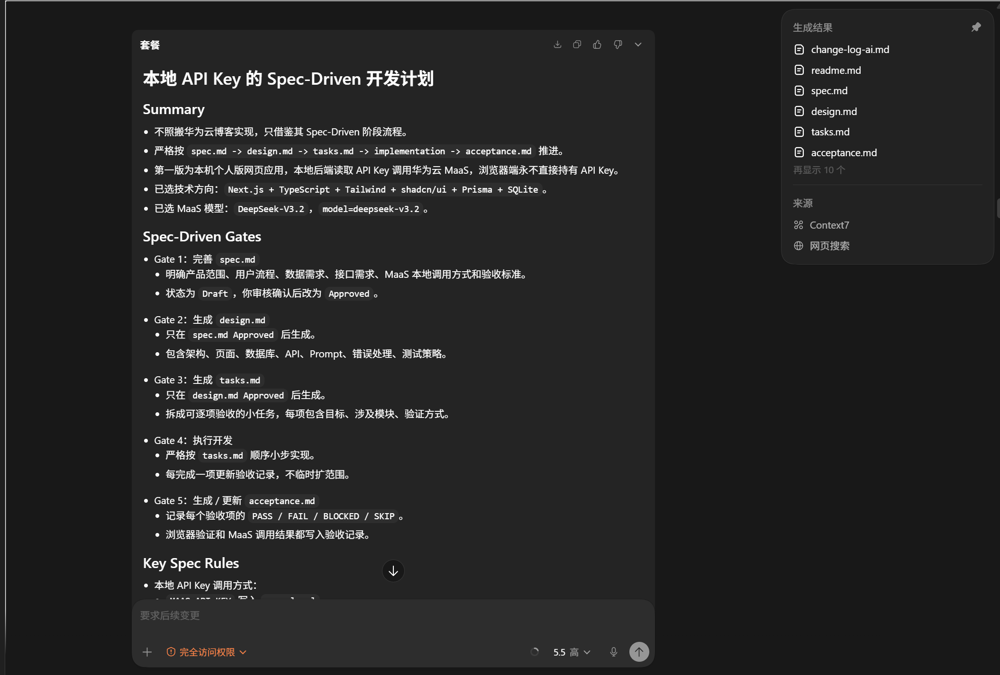 套餐
本地 API Key 的 Spec-Driven 开发计划
Summary
不照搬华为云博客实现，只借鉴其 Spec-Driven 阶段流程。
严格按 spec.md -> design.md -> tasks.md -> implementation -> acceptance.md 推进。
第一版为本机个人版网页应用，本地后端读取 API Key 调用华为云 MaaS，浏览器端永不直接持有 API Key。
已选技术方向： Next.js + TypeScript + Tailwind + shadcn/ui + Prisma + SQLite 。
已选 MaaS 模型： DeepSeek-V3.2 ， model=deepseek-v3.2 。
Spec-Driven Gates
Gate 1：完善 spec.md
明确产品范围、用户流程、数据需求、接口需求、MaaS 本地调用方式和验收标准。
状态为 Draft ，你审核确认后改为 Approved 。
Gate 2：生成 design.md
只在 spec.md Approved 后生成。
包含架构、页面、数据库、API、Prompt、错误处理、测试策略。
Gate 3：生成 tasks.md
只在 design.md Approved 后生成。
拆成可逐项验收的小任务，每项包含目标、涉及模块、验证方式。
Gate 4：执行开发
严格按 tasks.md 顺序小步实现。
每完成一项更新验收记录，不临时扩范围。
Gate 5：生成 / 更新 acceptance.md
记录每个验收项的 PASS / FAIL / BLOCKED / SKIP 。
浏览器验证和 MaaS 调用结果都写入验收记录。
Key Spec Rules
本地 API Key 调用方式：
MAAS_API_KEY 写入
要求后续变更
完全访问权限
5.5 高
生成结果
change-log-ai.md
readme.md
spec.md
design.md
tasks.md
acceptance.md
再显示 10 个
来源
Context7
网页搜索